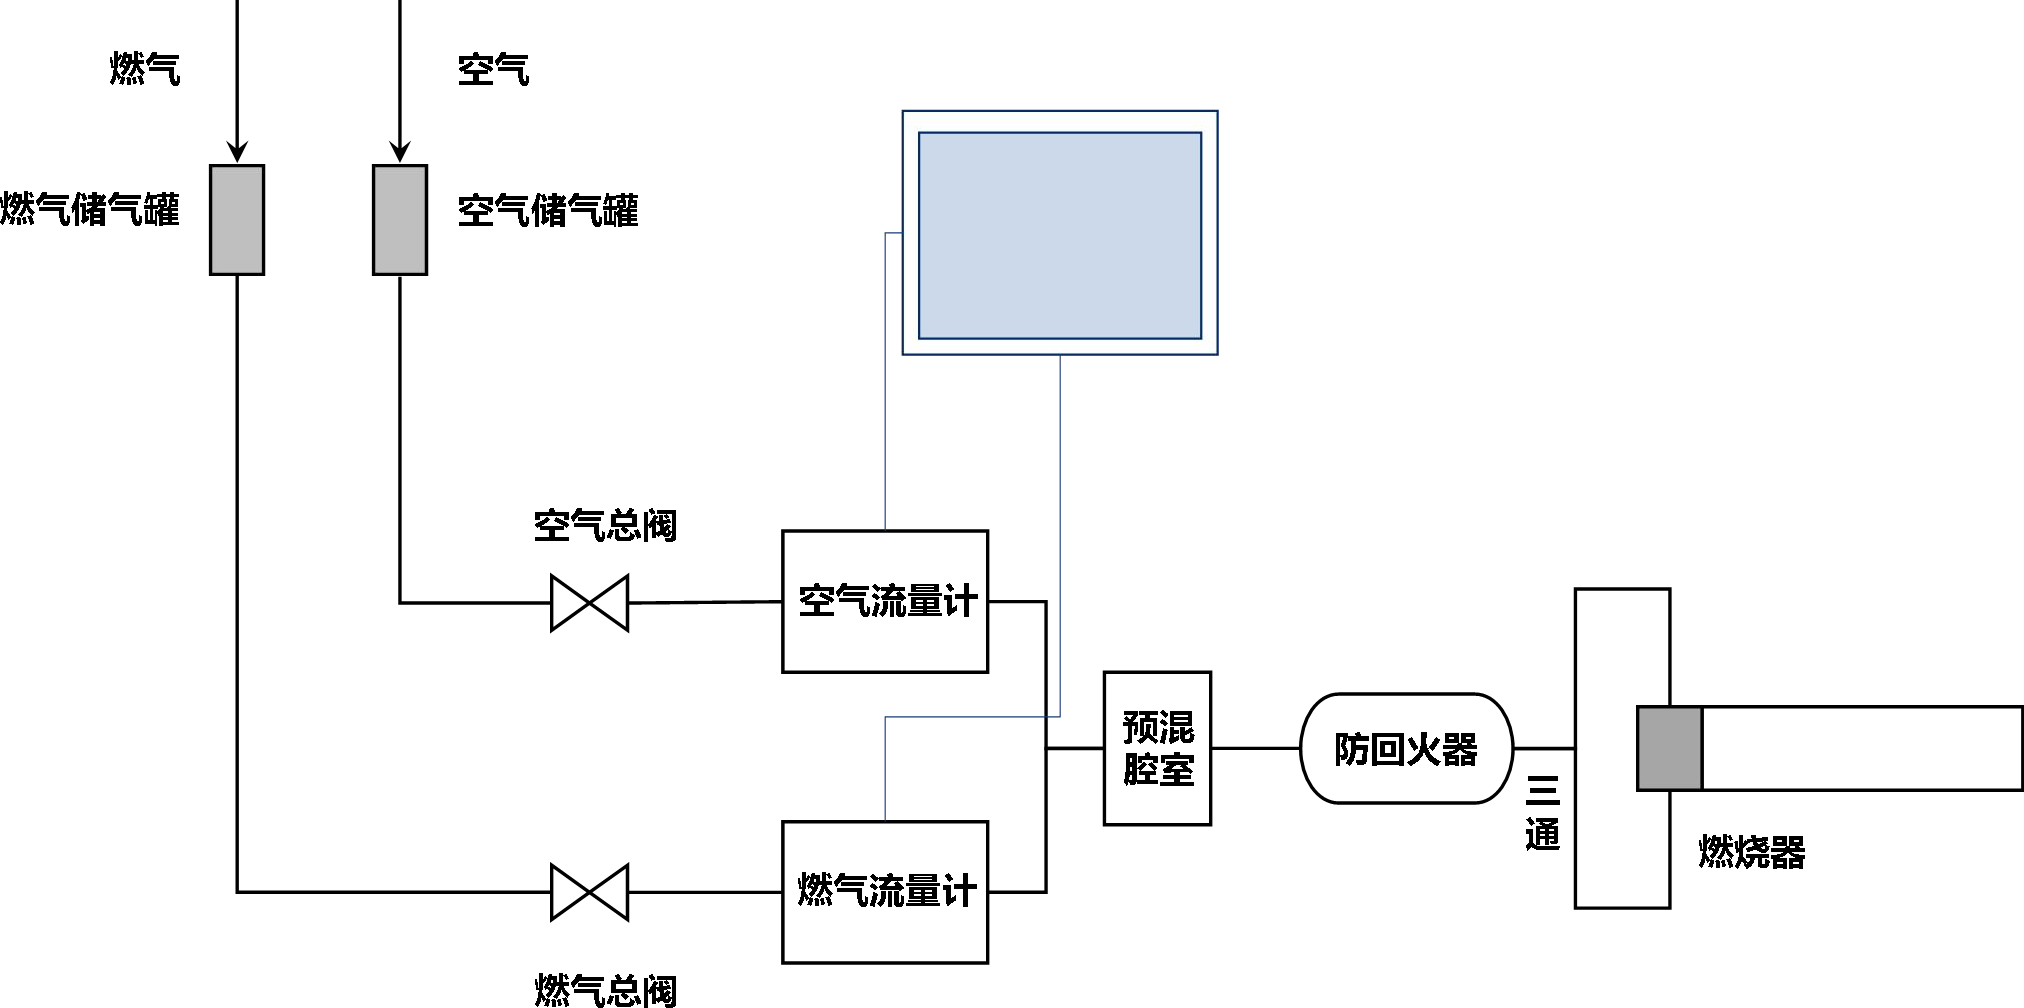 燃气
空气
燃气储气罐
空气储气罐
空气总阀
空气流量计
预混
腔室
防回火器
三
通
燃烧器
燃气流量计
燃气总阀